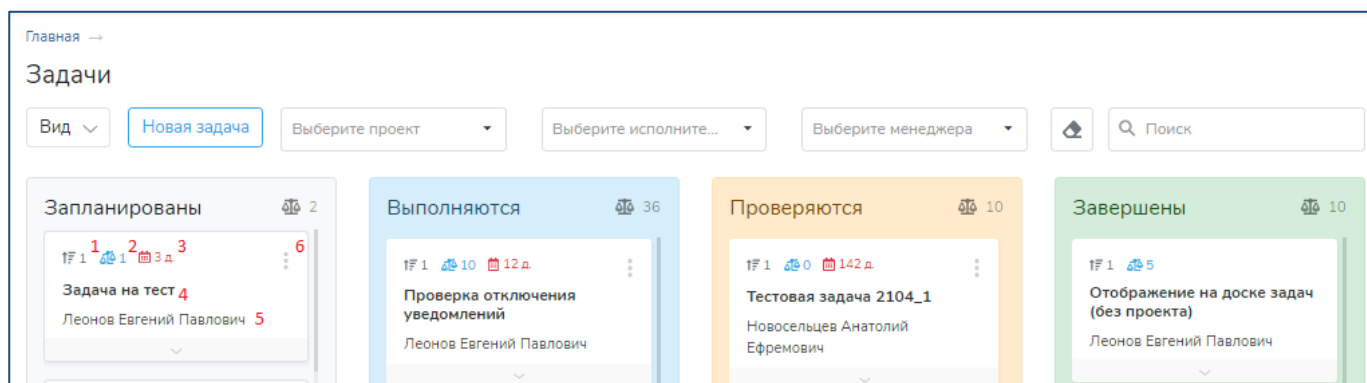 Главная →
Задачи
Вид Новая задача Выберите проект Выберите исполните... Выберите менеджера Поиск
Запланированы 2
1 1 1 2 3 д. 3 6
Задача на тест 4
Леонов Евгений Павлович 5
Выполняются 36
1 10 12 д.
Проверка отключения
уведомлений
Леонов Евгений Павлович
Проверяются 10
1 0 142 д.
Тестовая задача 2104_1
Новосельцев Анатолий
Ефремович
Завершены 10
1 5
Отображение на доске задач
(без проекта)
Леонов Евгений Павлович